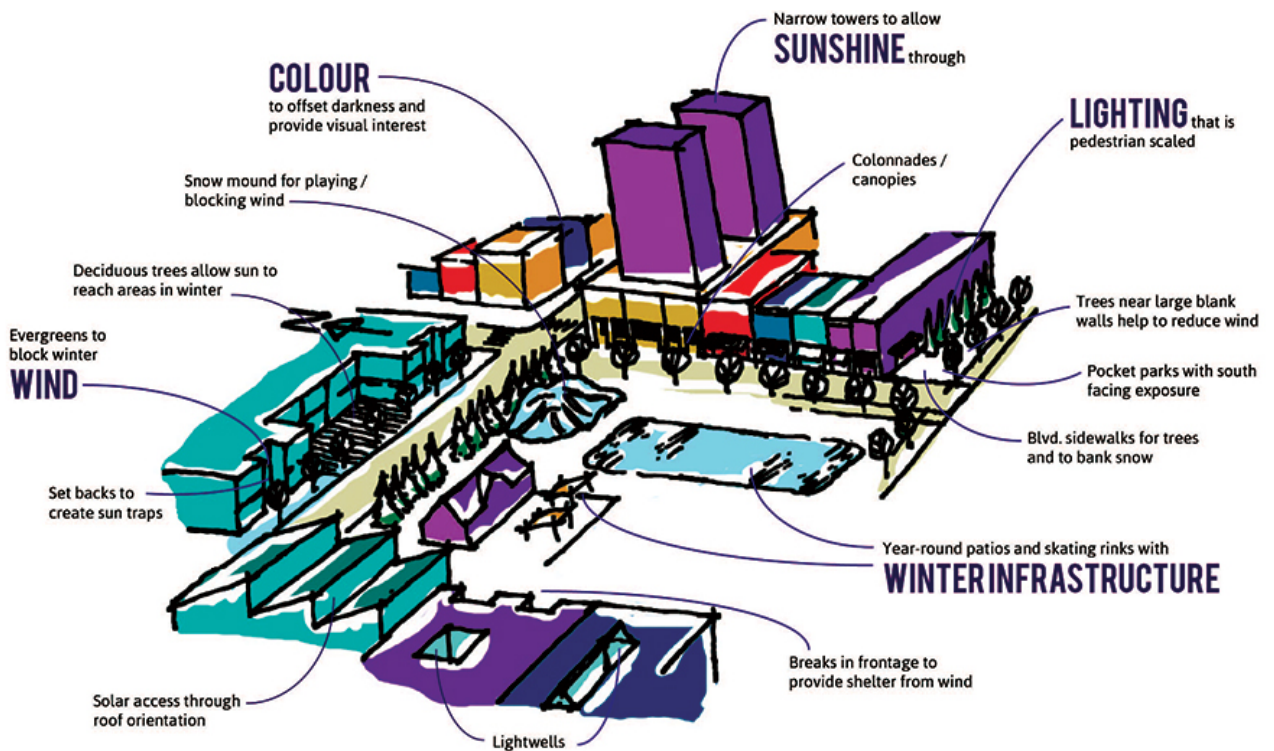 Narrow towers to allow
SUNSHINE through
COLOUR
to offset darkness and
provide visual interest
LIGHTING that is
pedestrian scaled
Colonnades /
canopies
Snow mound for playing /
blocking wind
Deciduous trees allow sun to
reach areas in winter
Evergreens to
block winter
WIND
Trees near large blank
walls help to reduce wind
Pocket parks with south
facing exposure
Blvd. sidewalks for trees
and to bank snow
Set backs to
create sun traps
Year-round patios and skating rinks with
WINTER INFRASTRUCTURE
Breaks in frontage to
provide shelter from wind
Solar access through
roof orientation
Lightwells